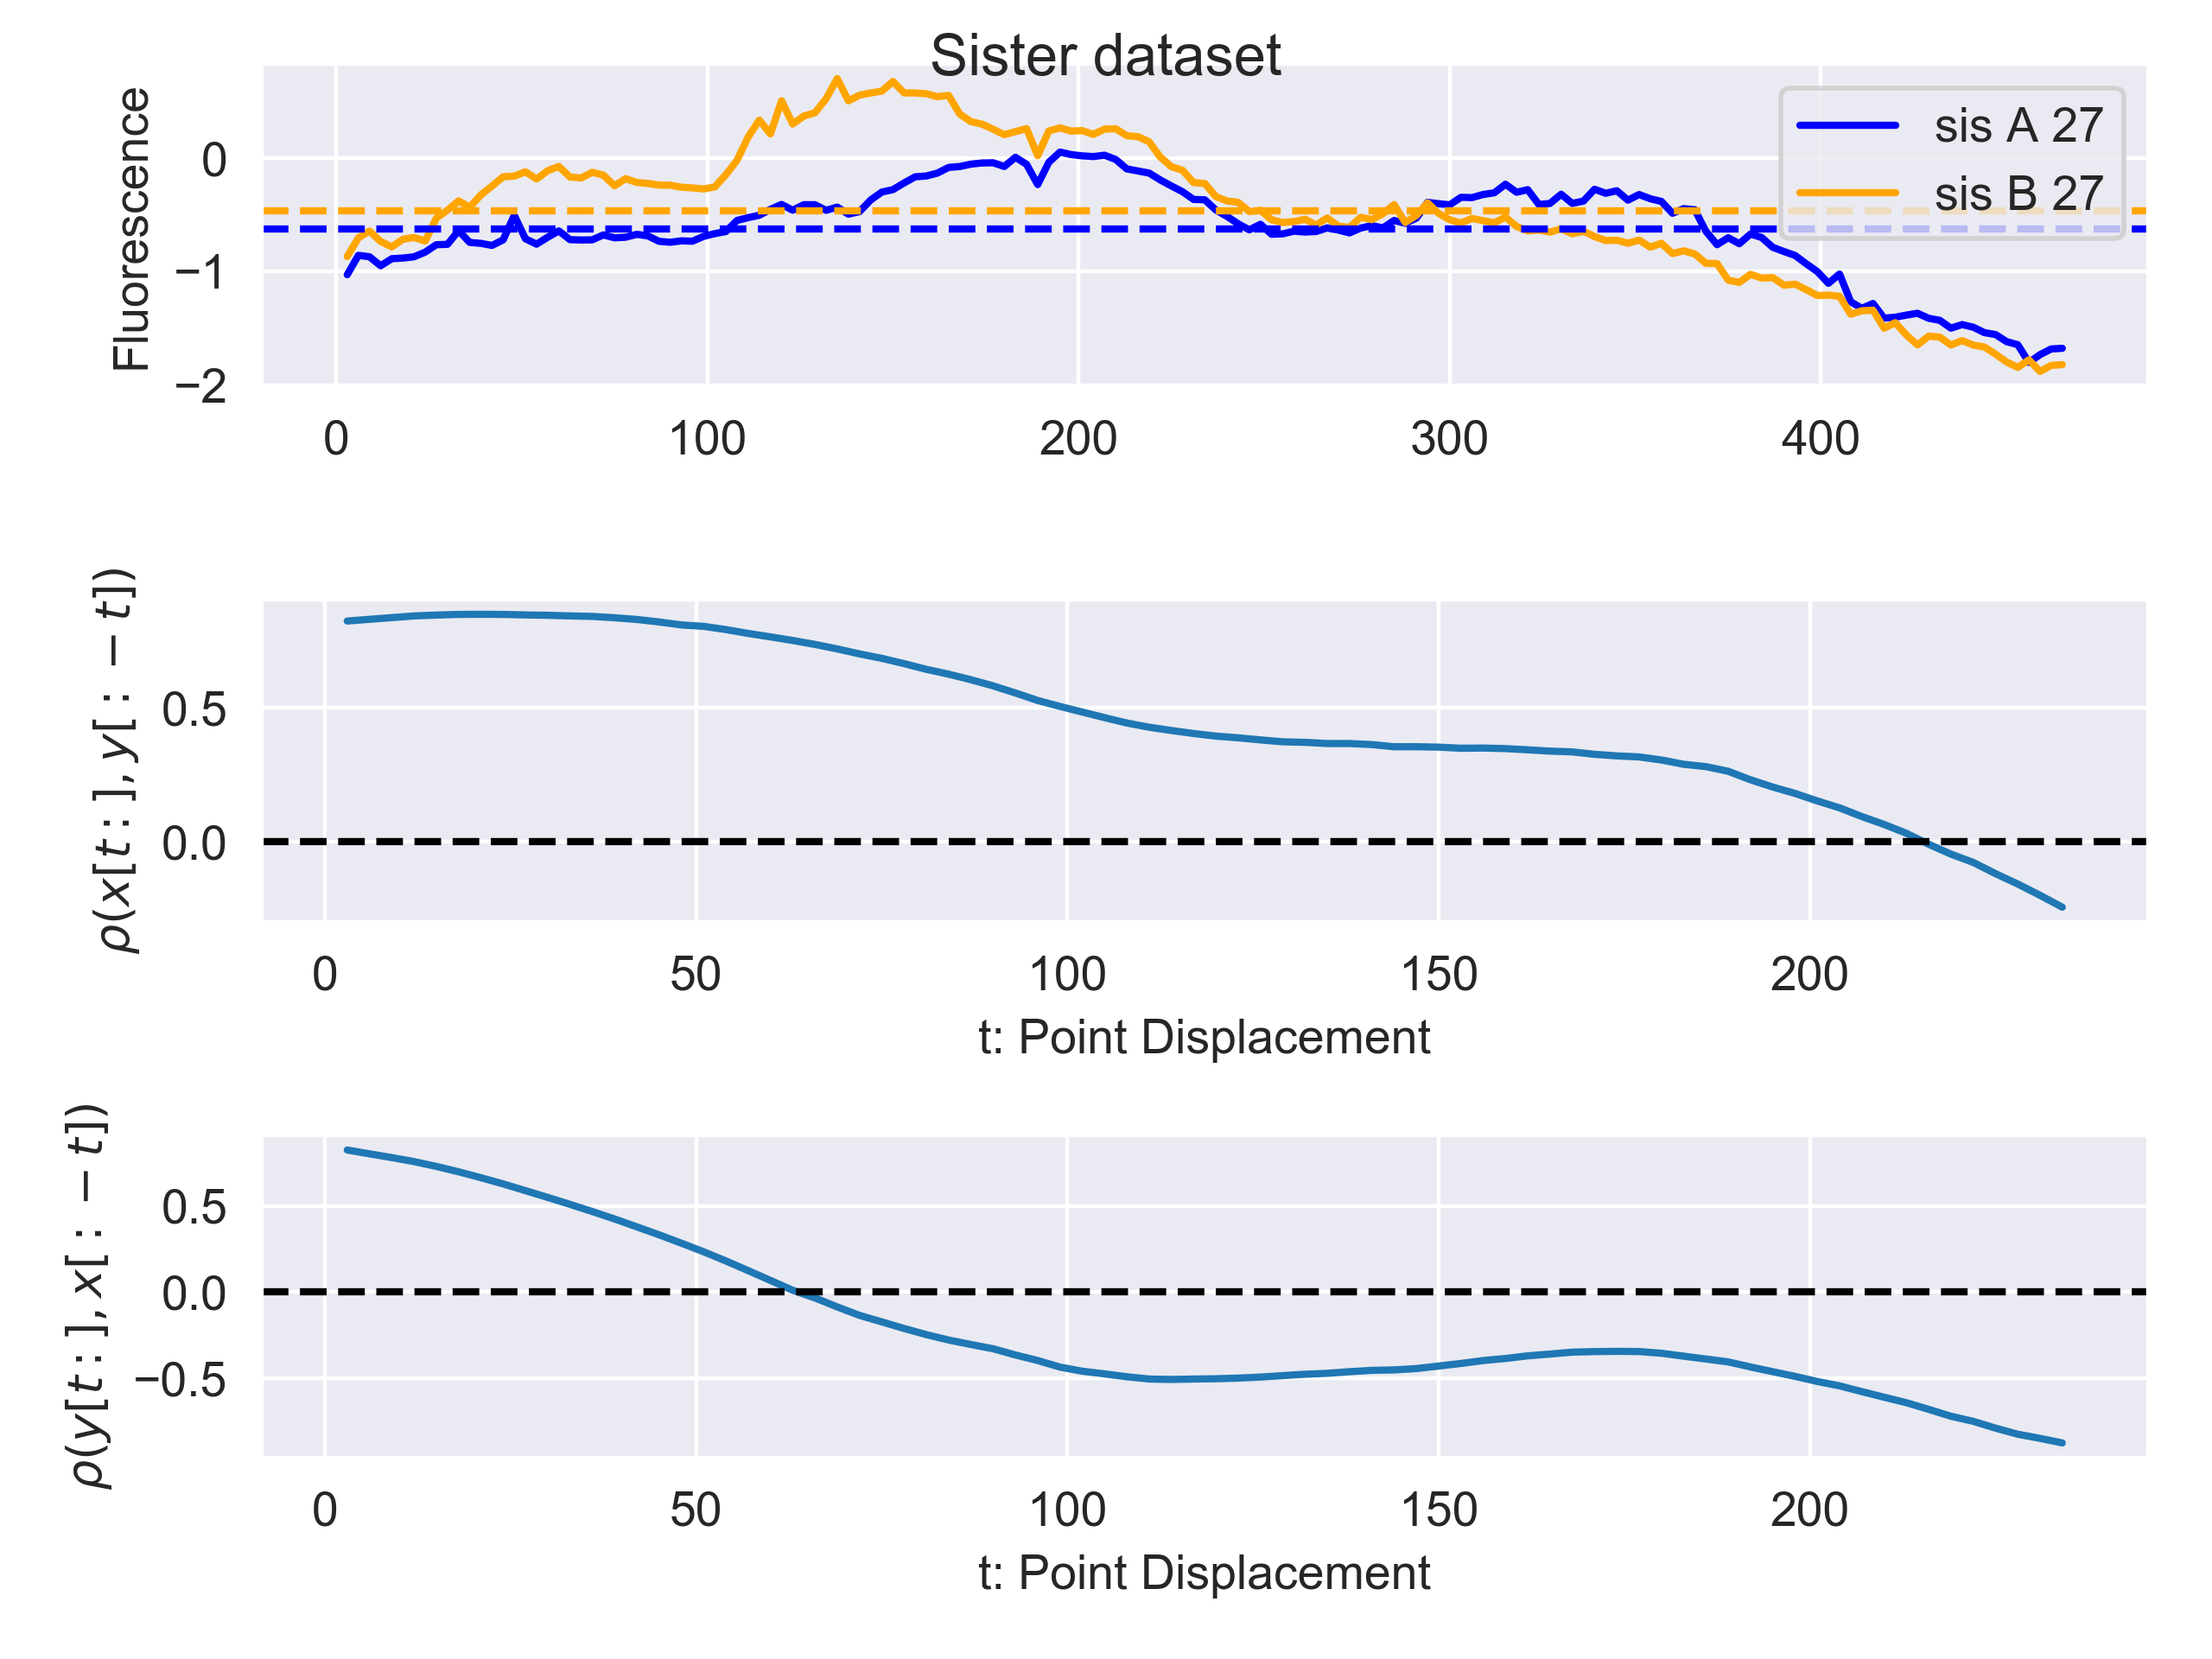 Sister dataset
Fluorescence
0
−1
−2
sis A 27
sis B 27
0 100 200 300 400
ρ(x[t:], y[: − t])
0.5
0.0
0 50 100 150 200
t: Point Displacement
ρ(y[t:], x[: − t])
0.5
0.0
−0.5
0 50 100 150 200
t: Point Displacement